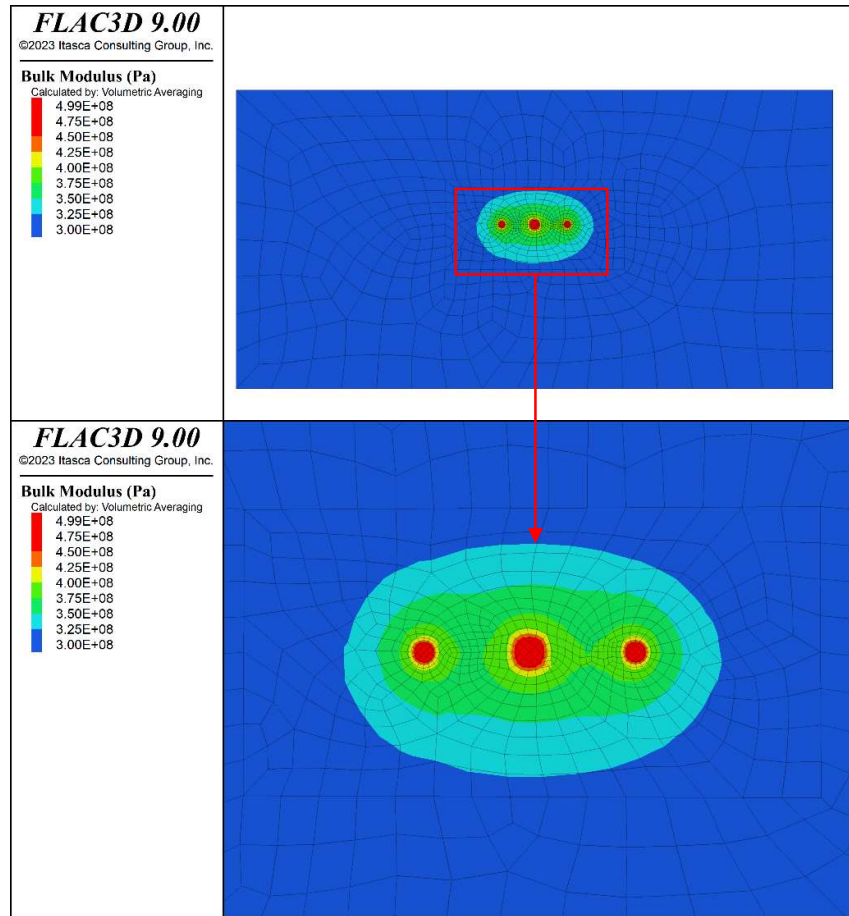 FLAC3D 9.00
©2023 Itasca Consulting Group, Inc.
Bulk Modulus (Pa)
Calculated by: Volumetric Averaging
4.99E+08
4.75E+08
4.50E+08
4.25E+08
4.00E+08
3.75E+08
3.50E+08
3.25E+08
3.00E+08
FLAC3D 9.00
©2023 Itasca Consulting Group, Inc.
Bulk Modulus (Pa)
Calculated by: Volumetric Averaging
4.99E+08
4.75E+08
4.50E+08
4.25E+08
4.00E+08
3.75E+08
3.50E+08
3.25E+08
3.00E+08